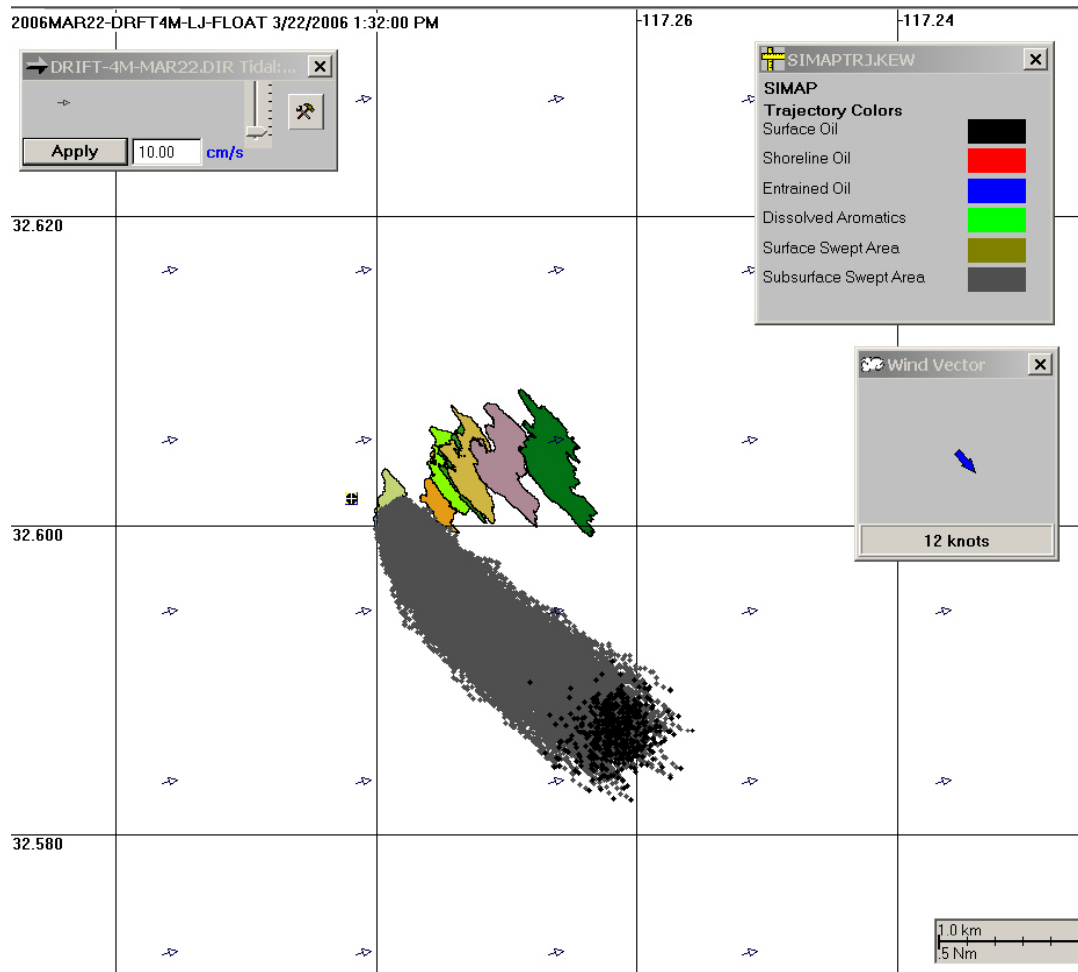 2006MAR22-DRFT4M-LJ-FLOAT 3/22/2006 1:32:00 PM
-117.26
-117.24
DRIFT-4M-MAR22.DIR Tidal:...
Apply
10.00
cm/s
SIMAPTRJ.KEW
SIMAP
Trajectory Colors
Surface Oil
Shoreline Oil
Entrained Oil
Dissolved Aromatics
Surface Swept Area
Subsurface Swept Area
32.620
Wind Vector
12 knots
32.600
32.580
1.0 km
.5 Nm